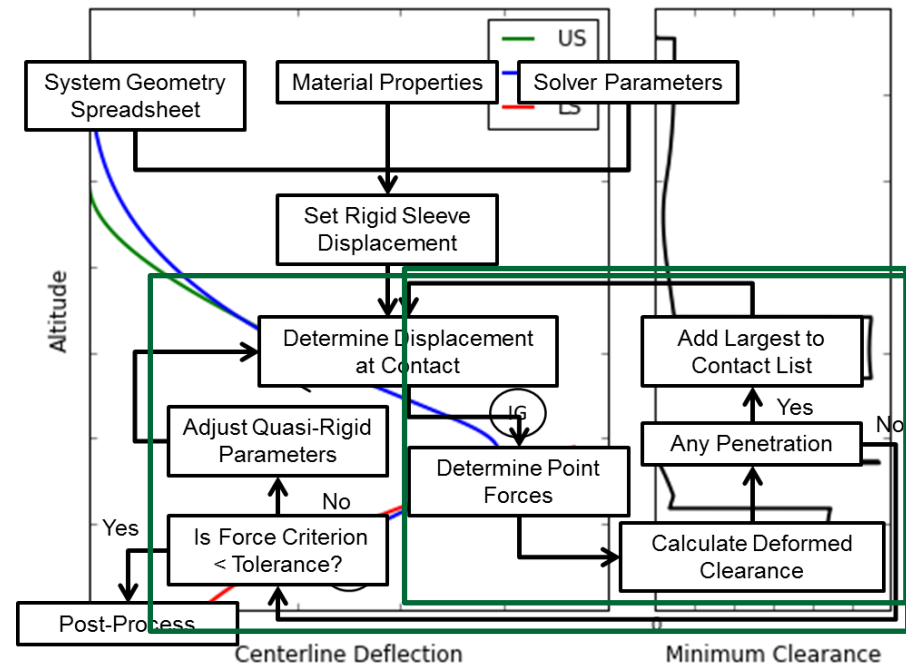 US
System Geometry
Spreadsheet
Material Properties
Solver Parameters
LS
Set Rigid Sleeve
Displacement
Altitude
Determine Displacement
at Contact
Add Largest to
Contact List
IG
Yes
No
Adjust Quasi-Rigid
Parameters
Any Penetration
Determine Point
Forces
No
Yes
Is Force Criterion
< Tolerance?
Calculate Deformed
Clearance
Post-Process
0
Centerline Deflection
Minimum Clearance